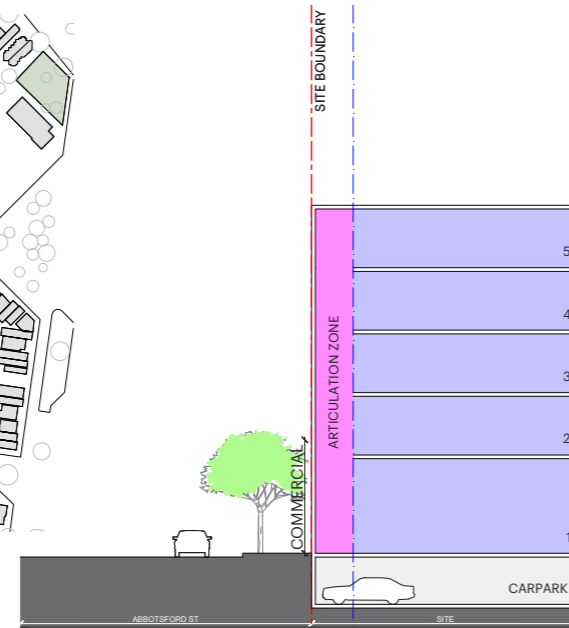 SITE BOUNDARY
ARTICULATION ZONE
COMMERCIAL
5
4
3
2
1
CARPARK
ABBOTSFORD ST
SITE